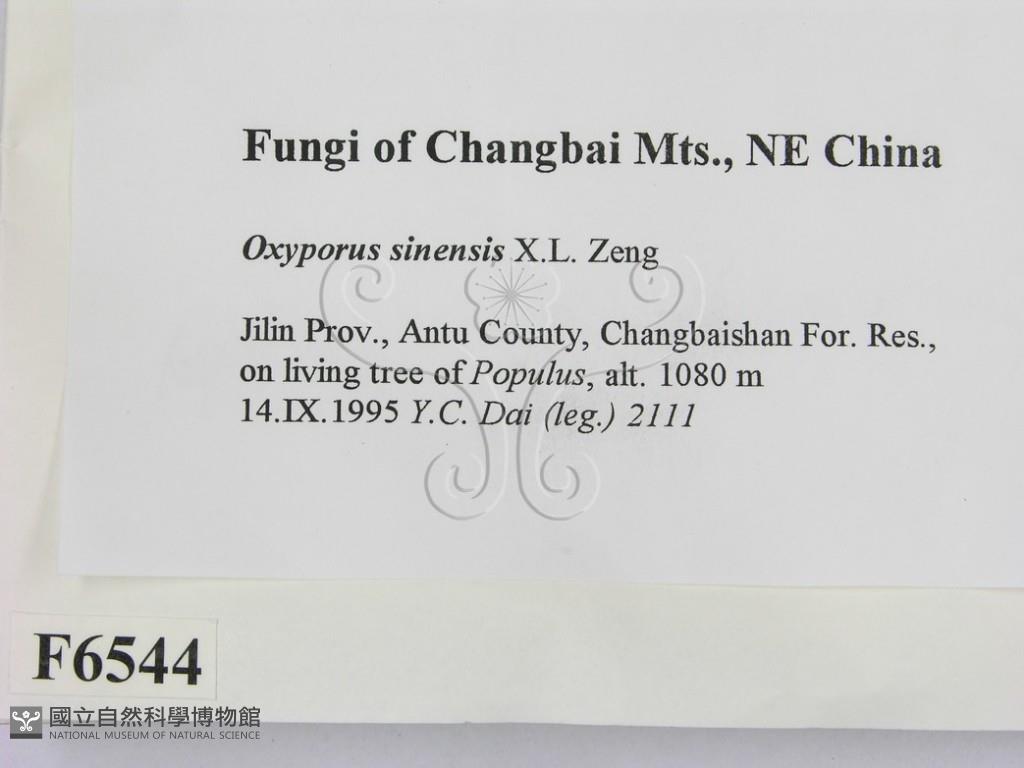 Fungi of Changbai Mts., NE China
Oxyporus sinensis X.L. Zeng
Jilin Prov., Antu County, Changbaishan For. Res.,
on living tree of Populus, alt. 1080 m
14.IX.1995 Y.C. Dai (leg.) 2111
F6544
國立自然科學博物館
NATIONAL MUSEUM OF NATURAL SCIENCE